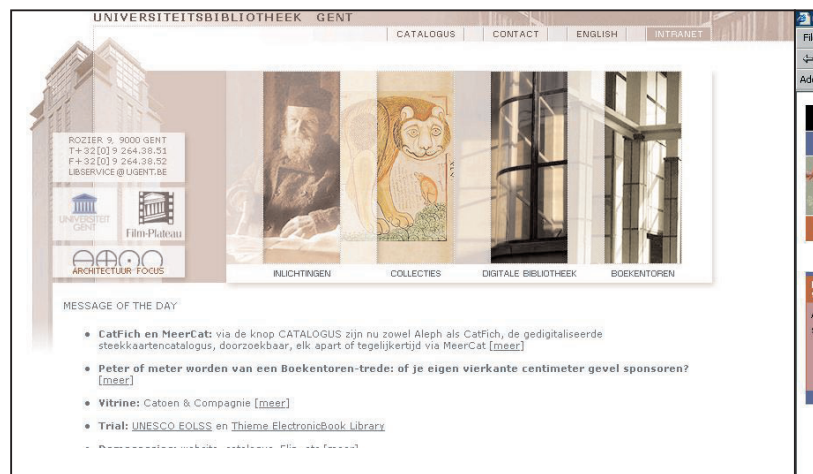 UNIVERSITEITSBIBLIOTHEEK GENT
CATALOGUS CONTACT ENGLISH INTRANET
ROZIER 9, 9000 GENT
T+32[0]9 264.38.51
F+32[0]9 264.38.52
LIBSERVICE@UGENT.BE
UNIVERSITEIT
GENT
Film-Plateau
ARCHITECTUUR FOCUS
INLICHTINGEN COLLECTIES DIGITALE BIBLIOTHEEK BOEKENTOREN
MESSAGE OF THE DAY
• CatFich en MeerCat: via de knop CATALOGUS zijn nu zowel Aleph als CatFich, de gedigitaliseerde
steekkaartencatalogus, doorzoekbaar, elk apart of tegelijkertijd via MeerCat [meer]
• Peter of meter worden van een Boekentoren-trede: of je eigen vierkante centimeter gevel sponsoren?
[meer]
• Vitrine: Catoen & Compagnie [meer]
• Trial: UNESCO EOLSS en Thieme ElectronicBook Library